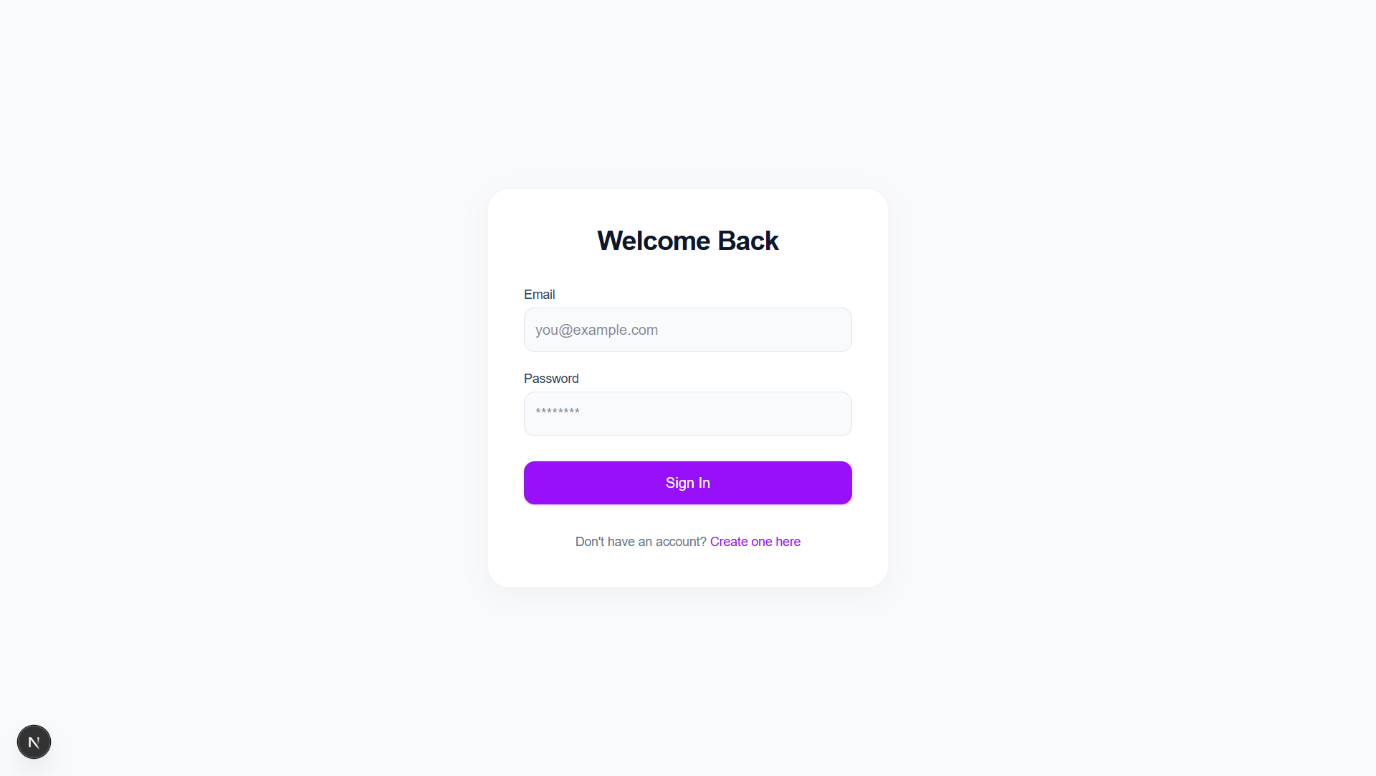 Welcome Back
Email
you@example.com
Password
********
Sign In
Don't have an account? Create one here
N